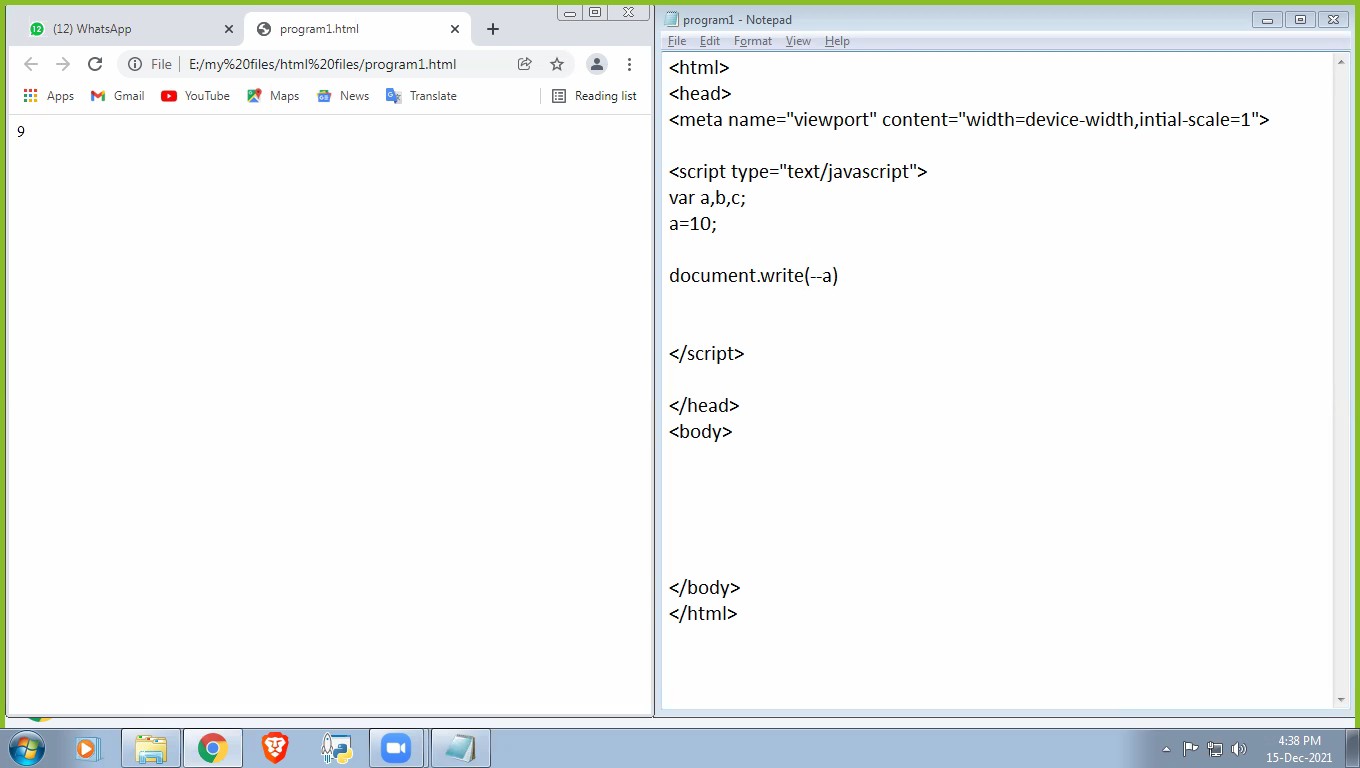 12
(12) WhatsApp
program1.html
File
E:/my%20files/html%20files/program1.html
Apps
Gmail
YouTube
Maps
News
Translate
Reading list
9
program1 - Notepad
File Edit Format View Help
<html>
<head>
<meta name="viewport" content="width=device-width,intial-scale=1">
<script type="text/javascript">
var a,b,c;
a=10;
document.write(--a)
</script>
</head>
<body>
</body>
</html>
4:38 PM
15-Dec-2021